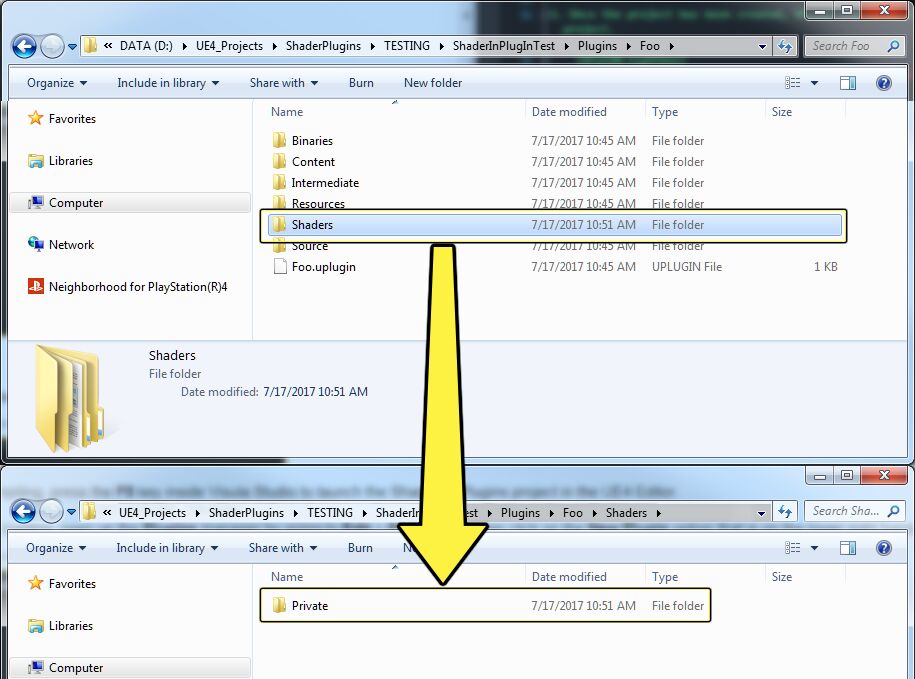 « DATA (D:) ▸ UE4_Projects ▸ ShaderPlugins ▸ TESTING ▸ ShaderInPlugInTest ▸ Plugins ▸ Foo ▸ Search Foo
Organize Include in library Share with Burn New folder
Name Date modified Type Size
Favorites
Libraries
Computer
Network
Neighborhood for PlayStation(R)4
Binaries 7/17/2017 10:45 AM File folder
Content 7/17/2017 10:45 AM File folder
Intermediate 7/17/2017 10:45 AM File folder
Resources 7/17/2017 10:45 AM File folder
Shaders 7/17/2017 10:51 AM File folder
Source 7/17/2017 10:45 AM File folder
Foo.uplugin 7/17/2017 10:45 AM UPLUGIN File 1 KB
Shaders
File folder
Date modified: 7/17/2017 10:51 AM
« UE4_Projects ▸ ShaderPlugins ▸ TESTING ▸ ▸ Plugins ▸ Foo ▸ Shaders ▸ Search Sha...
Organize Include in library Share with Burn
Name Date modified Type Size
Favorites
Libraries
Computer
Private 7/17/2017 10:51 AM File folder